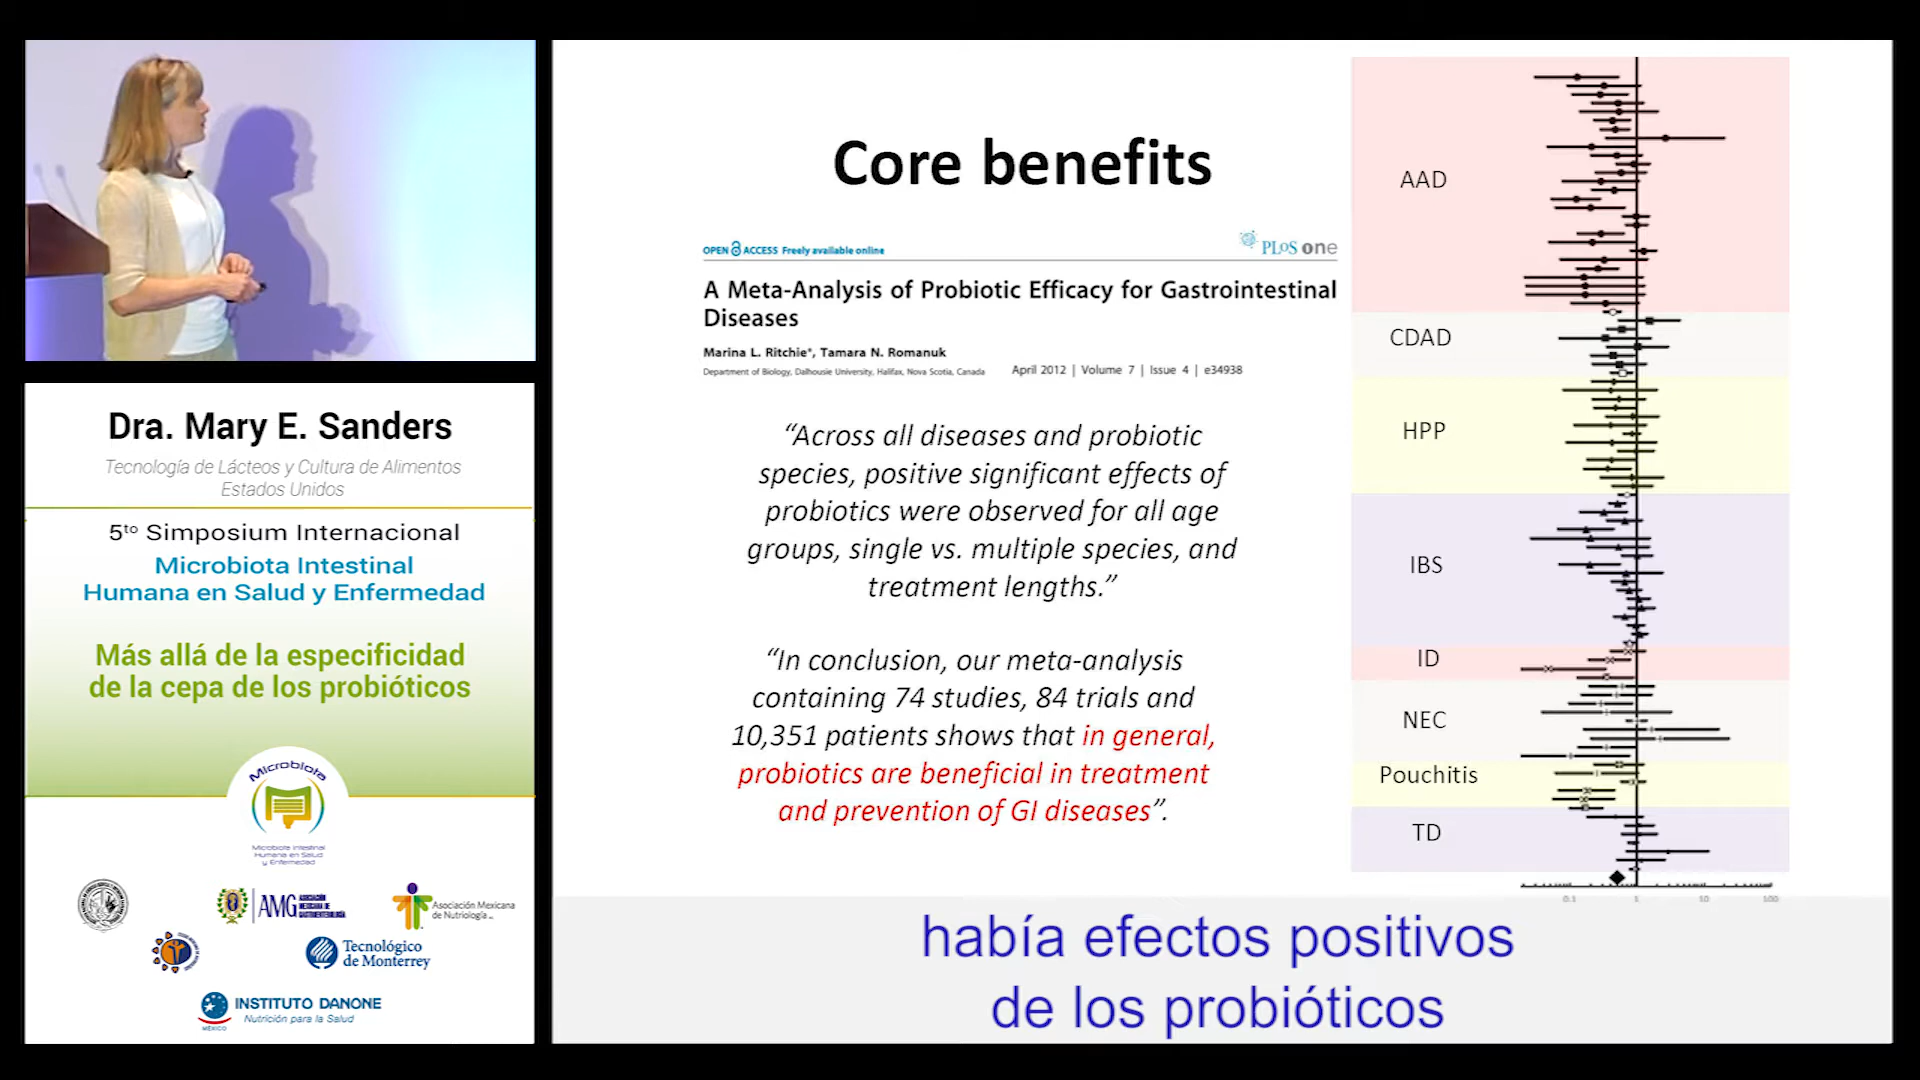 Dra. Mary E. Sanders
Tecnología de Lácteos y Cultura de Alimentos
Estados Unidos
5to Simposium Internacional
Microbiota Intestinal
Humana en Salud y Enfermedad
Más allá de la especificidad
de la cepa de los probióticos
Microbiota
Microbiota Intestinal
Humana en Salud
y Enfermedad
AMG ASOCIACIÓN
MEXICANA DE
GASTROENTEROLOGÍA
Asociación Mexicana
de Nutriología
Tecnológico
de Monterrey
INSTITUTO DANONE
Nutrición para la Salud
MÉXICO
Core benefits
OPEN ACCESS Freely available online
PLoS one
A Meta-Analysis of Probiotic Efficacy for Gastrointestinal
Diseases
Marina L. Ritchie*, Tamara N. Romanuk
Department of Biology, Dalhousie University, Halifax, Nova Scotia, Canada
April 2012 | Volume 7 | Issue 4 | e34938
“Across all diseases and probiotic
species, positive significant effects of
probiotics were observed for all age
groups, single vs. multiple species, and
treatment lengths.”
“In conclusion, our meta-analysis
containing 74 studies, 84 trials and
10,351 patients shows that in general,
probiotics are beneficial in treatment
and prevention of GI diseases”.
AAD
CDAD
HPP
IBS
ID
NEC
Pouchitis
TD
0.1 1 10 100
había efectos positivos
de los probióticos